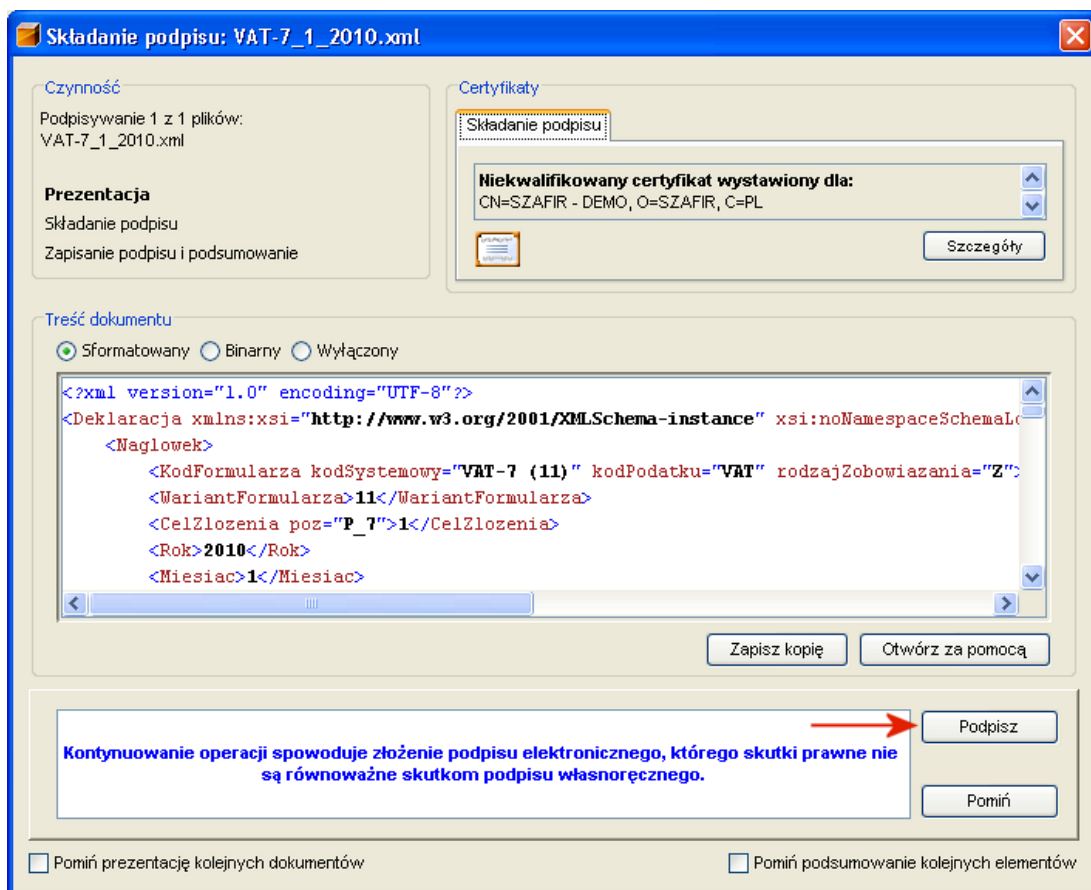 Składanie podpisu: VAT-7_1_2010.xml
Czynność
Podpisywanie 1 z 1 plików:
VAT-7_1_2010.xml
Prezentacja
Składanie podpisu
Zapisanie podpisu i podsumowanie
Certyfikaty
Składanie podpisu
Niekwalifikowany certyfikat wystawiony dla:
CN=SZAFIR - DEMO, O=SZAFIR, C=PL
Szczegóły
Treść dokumentu
Sformatowany Binarny Wyłączony
<?xml version="1.0" encoding="UTF-8"?>
<Deklaracja xmlns:xsi="http://www.w3.org/2001/XMLSchema-instance" xsi:noNamespaceSchemaLo
<Naglowek>
<KodFormularza kodSystemowy="VAT-7 (11)" kodPodatku="VAT" rodzajZobowiazania="Z">
<WariantFormularza>11</WariantFormularza>
<CelZlozenia poz="P_7">1</CelZlozenia>
<Rok>2010</Rok>
<Miesiac>1</Miesiac>
Zapisz kopię Otwórz za pomocą
Kontynuowanie operacji spowoduje złożenie podpisu elektronicznego, którego skutki prawne nie
są równoważne skutkom podpisu własnoręcznego.
Podpisz
Pomiń
Pomiń prezentację kolejnych dokumentów Pomiń podsumowanie kolejnych elementów